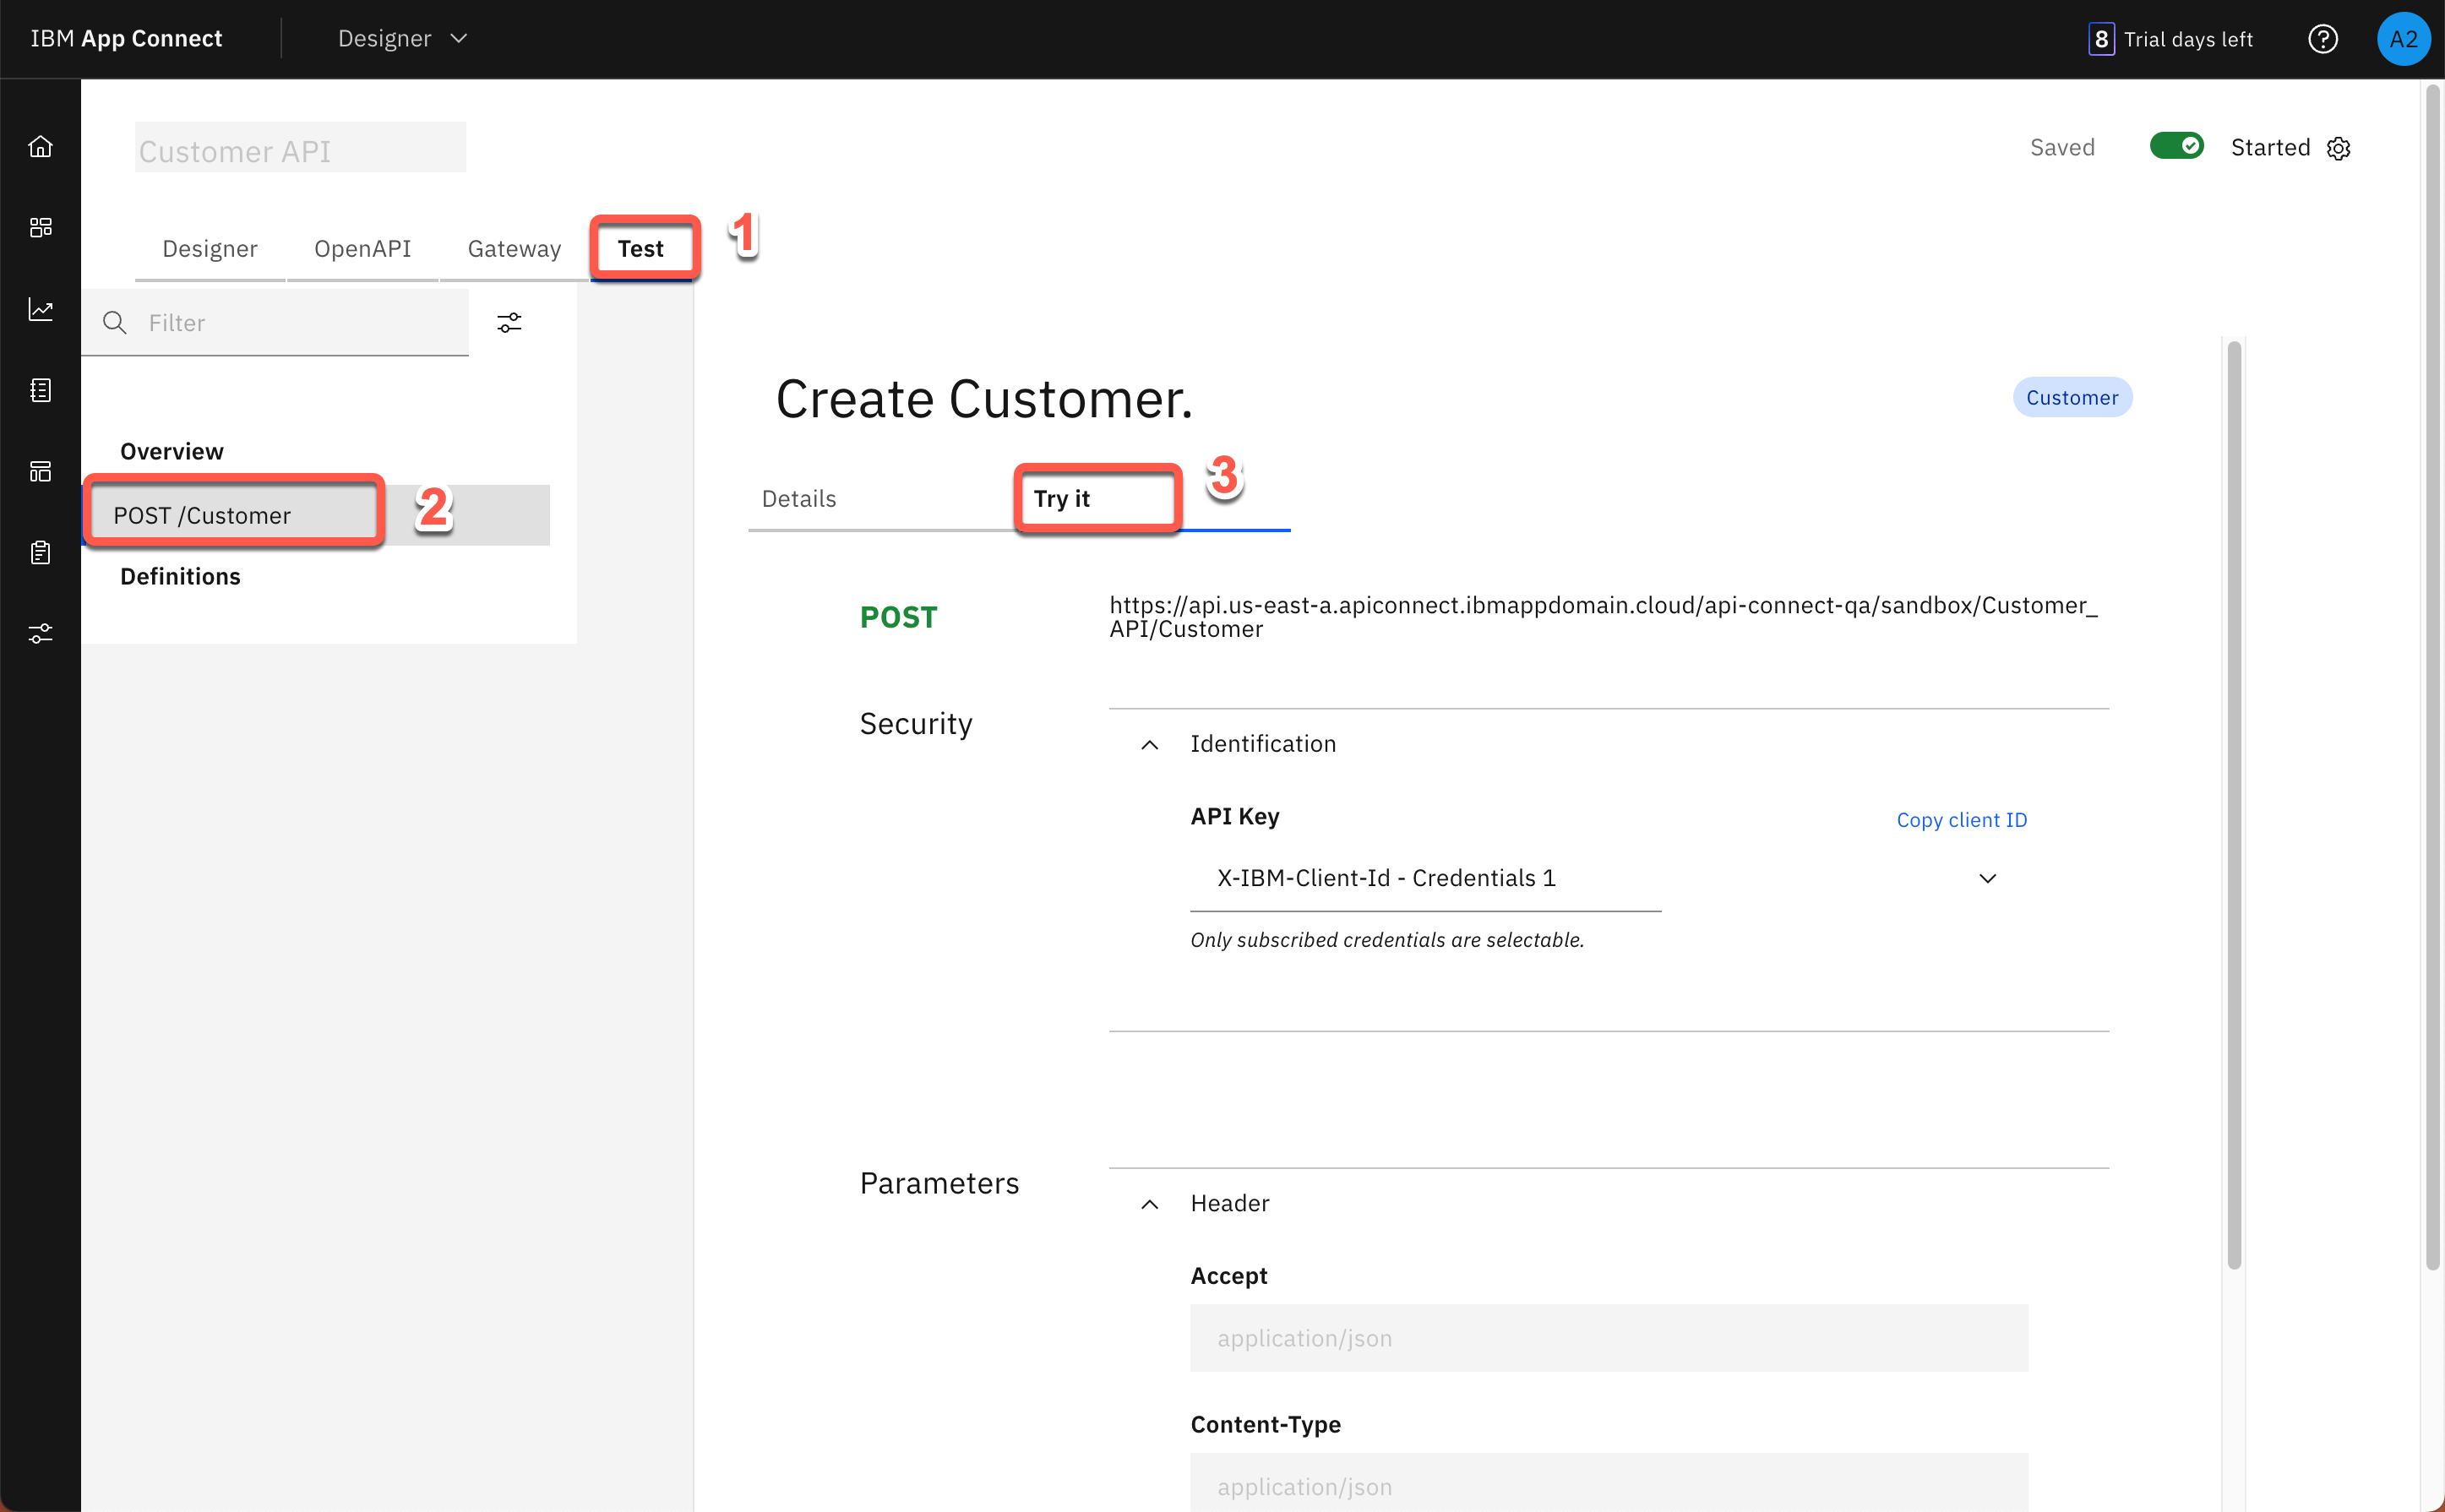 IBM App Connect
Designer
8 Trial days left
A2
Customer API
Saved
Started
Designer
OpenAPI
Gateway
Test
1
Filter
Overview
POST /Customer
2
Definitions
Create Customer.
Customer
Details
Try it
3
POST
https://api.us-east-a.apiconnect.ibmappdomain.cloud/api-connect-qa/sandbox/Customer_
API/Customer
Security
Identification
API Key
Copy client ID
X-IBM-Client-Id - Credentials 1
Only subscribed credentials are selectable.
Parameters
Header
Accept
application/json
Content-Type
application/json